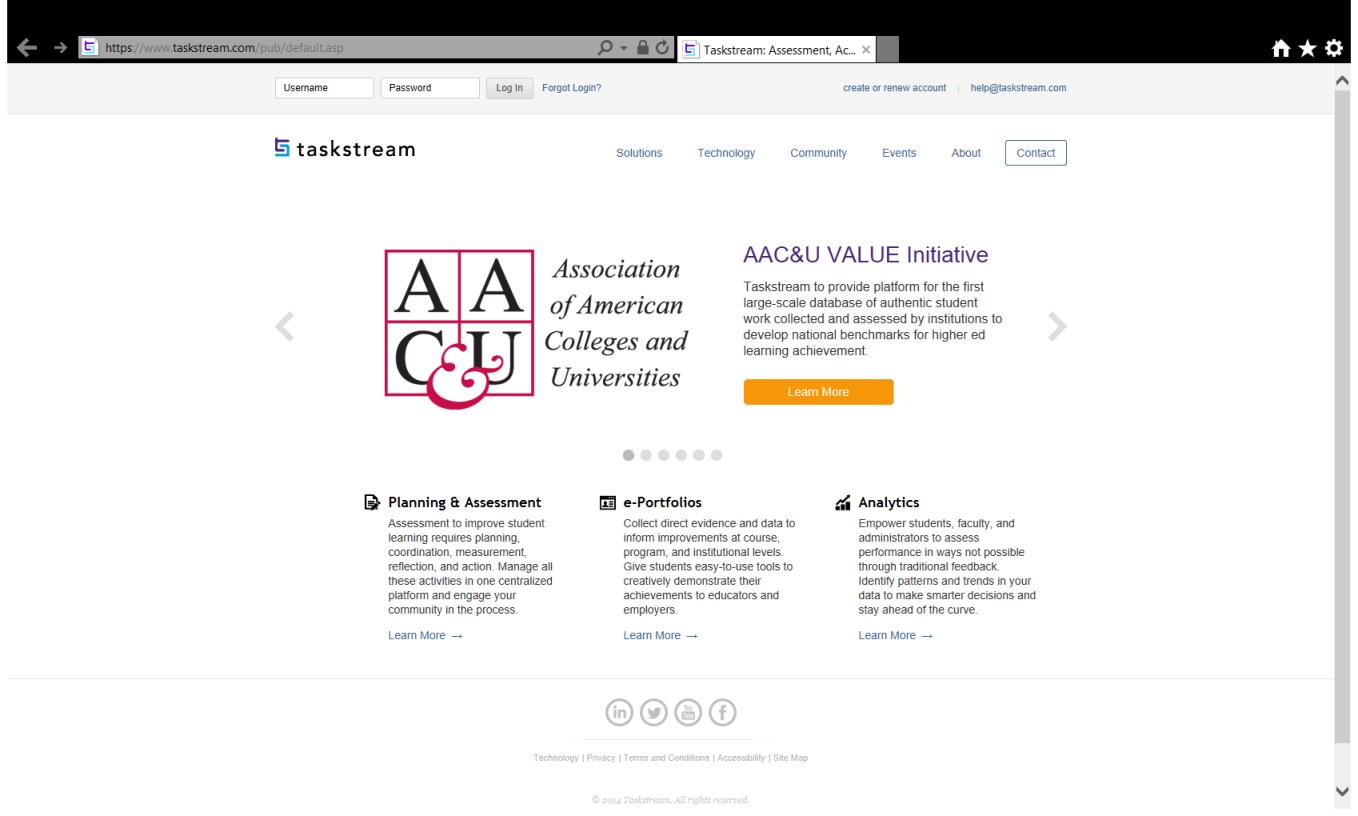 https://www.taskstream.com/pub/default.asp
Taskstream: Assessment, Ac...
Username Password Log In Forgot Login? create or renew account | help@taskstream.com
taskstream
Solutions Technology Community Events About Contact
A A C & U
Association
of American
Colleges and
Universities
AAC&U VALUE Initiative
Taskstream to provide platform for the first
large-scale database of authentic student
work collected and assessed by institutions to
develop national benchmarks for higher ed
learning achievement.
Learn More
Planning & Assessment
Assessment to improve student
learning requires planning,
coordination, measurement,
reflection, and action. Manage all
these activities in one centralized
platform and engage your
community in the process.
Learn More →
e-Portfolios
Collect direct evidence and data to
inform improvements at course,
program, and institutional levels.
Give students easy-to-use tools to
creatively demonstrate their
achievements to educators and
employers.
Learn More →
Analytics
Empower students, faculty, and
administrators to assess
performance in ways not possible
through traditional feedback.
Identify patterns and trends in your
data to make smarter decisions and
stay ahead of the curve.
Learn More →
in You Tube f
Technology | Privacy | Terms and Conditions | Accessibility | Site Map
© 2014 Taskstream. All rights reserved.